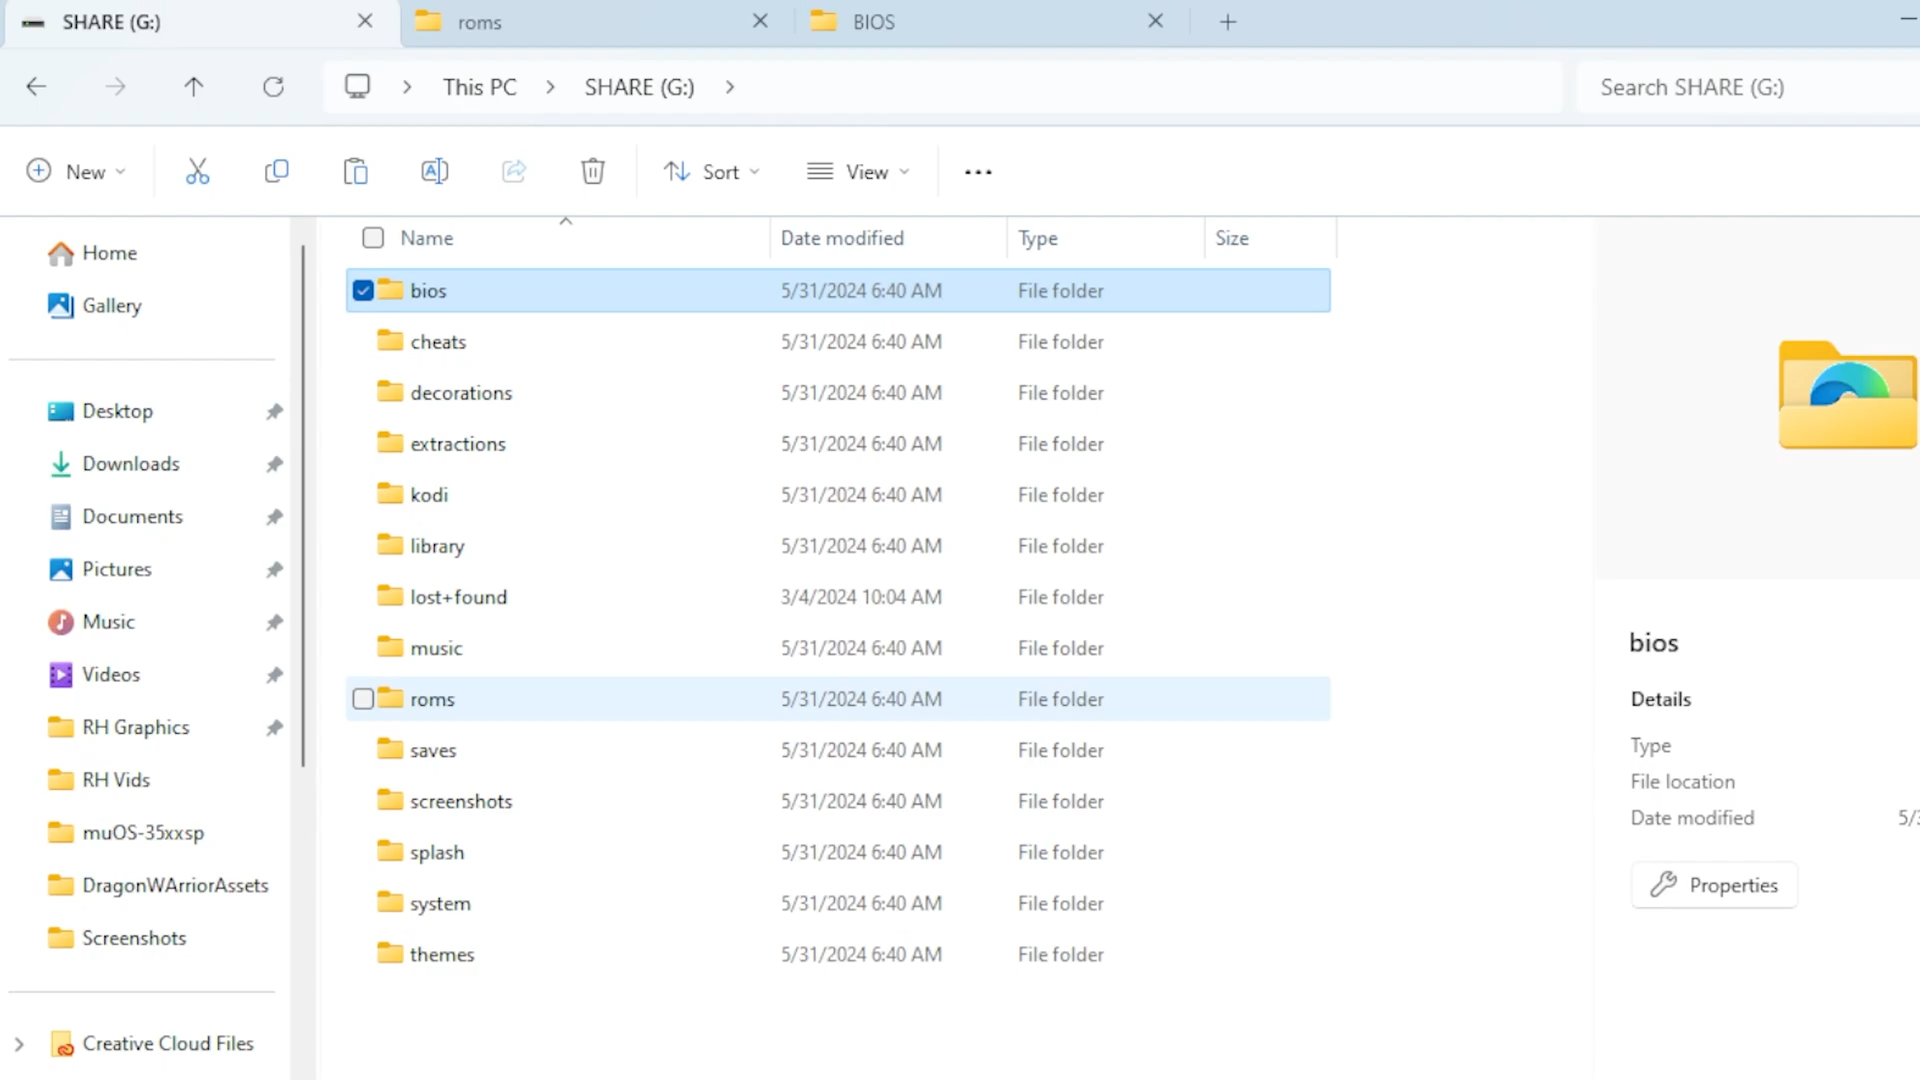 SHARE (G:)
roms
BIOS
This PC
SHARE (G:)
Search SHARE (G:)
New
Sort
View
Name
Date modified
Type
Size
Home
Gallery
Desktop
Downloads
Documents
Pictures
Music
Videos
RH Graphics
RH Vids
muOS-35xxsp
DragonWArriorAssets
Screenshots
Creative Cloud Files
bios 5/31/2024 6:40 AM File folder
cheats 5/31/2024 6:40 AM File folder
decorations 5/31/2024 6:40 AM File folder
extractions 5/31/2024 6:40 AM File folder
kodi 5/31/2024 6:40 AM File folder
library 5/31/2024 6:40 AM File folder
lost+found 3/4/2024 10:04 AM File folder
music 5/31/2024 6:40 AM File folder
roms 5/31/2024 6:40 AM File folder
saves 5/31/2024 6:40 AM File folder
screenshots 5/31/2024 6:40 AM File folder
splash 5/31/2024 6:40 AM File folder
system 5/31/2024 6:40 AM File folder
themes 5/31/2024 6:40 AM File folder
bios
Details
Type
File location
Date modified
Properties